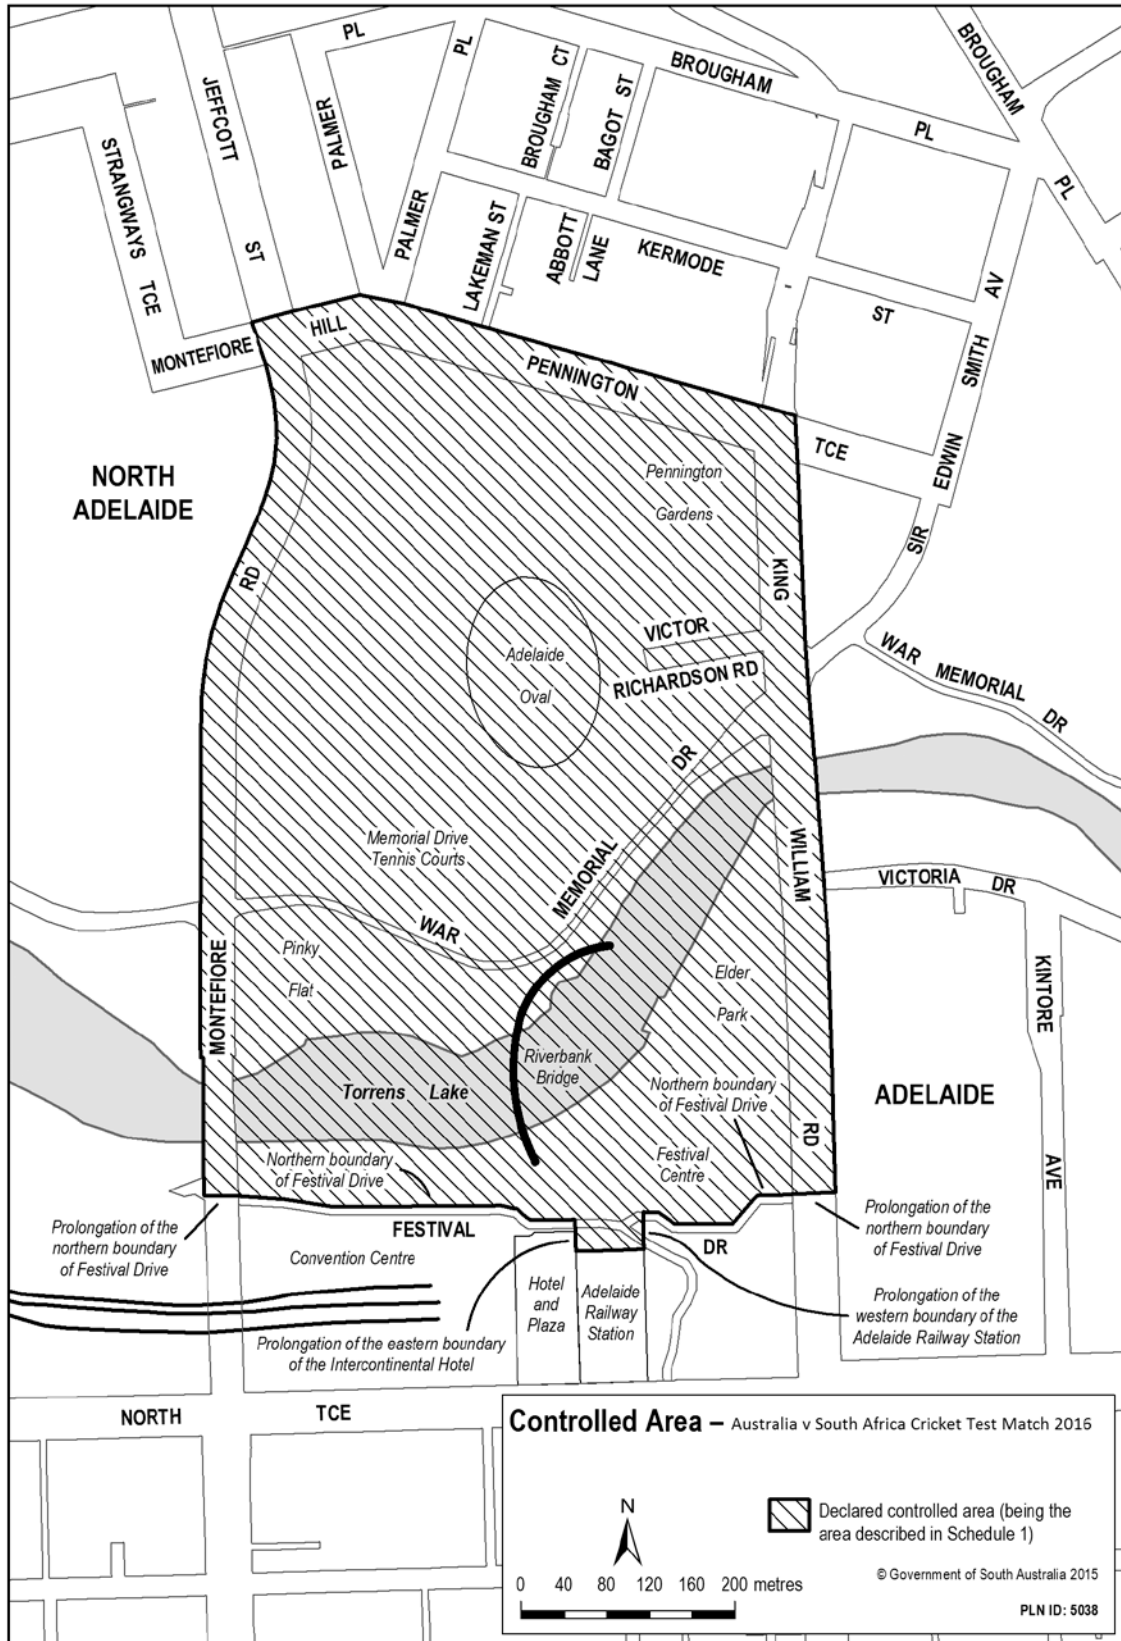 PL
BROUGHAM
BROUGHAM
PL
PL
JEFFCOTT
ST
PALMER
PL
PALMER
BROUGHAM CT
BAGOT ST
STRANGWAYS TCE
LAKEMAN ST
ABBOTT
LANE
KERMODE
ST
SMITH
AV
EDWIN
SIR
MONTEFIORE
HILL
PENNINGTON
TCE
NORTH
ADELAIDE
Pennington
Gardens
RD
KING
VICTOR
RICHARDSON RD
Adelaide
Oval
WAR
MEMORIAL
DR
DR
Memorial Drive
Tennis Courts
MEMORIAL
WAR
WILLIAM
VICTORIA
DR
MONTEFIORE
Pinky
Flat
Elder
Park
KINTORE
AVE
Riverbank
Bridge
Torrens Lake
Northern boundary
of Festival Drive
ADELAIDE
RD
Festival
Centre
Northern boundary
of Festival Drive
Prolongation of the
northern boundary
of Festival Drive
FESTIVAL
DR
Prolongation of the
northern boundary
of Festival Drive
Convention Centre
Hotel
and
Plaza
Adelaide
Railway
Station
Prolongation of the
western boundary of the
Adelaide Railway Station
Prolongation of the eastern boundary
of the Intercontinental Hotel
NORTH
TCE
Controlled Area – Australia v South Africa Cricket Test Match 2016
N
Declared controlled area (being the
area described in Schedule 1)
0 40 80 120 160 200 metres
© Government of South Australia 2015
PLN ID: 5038